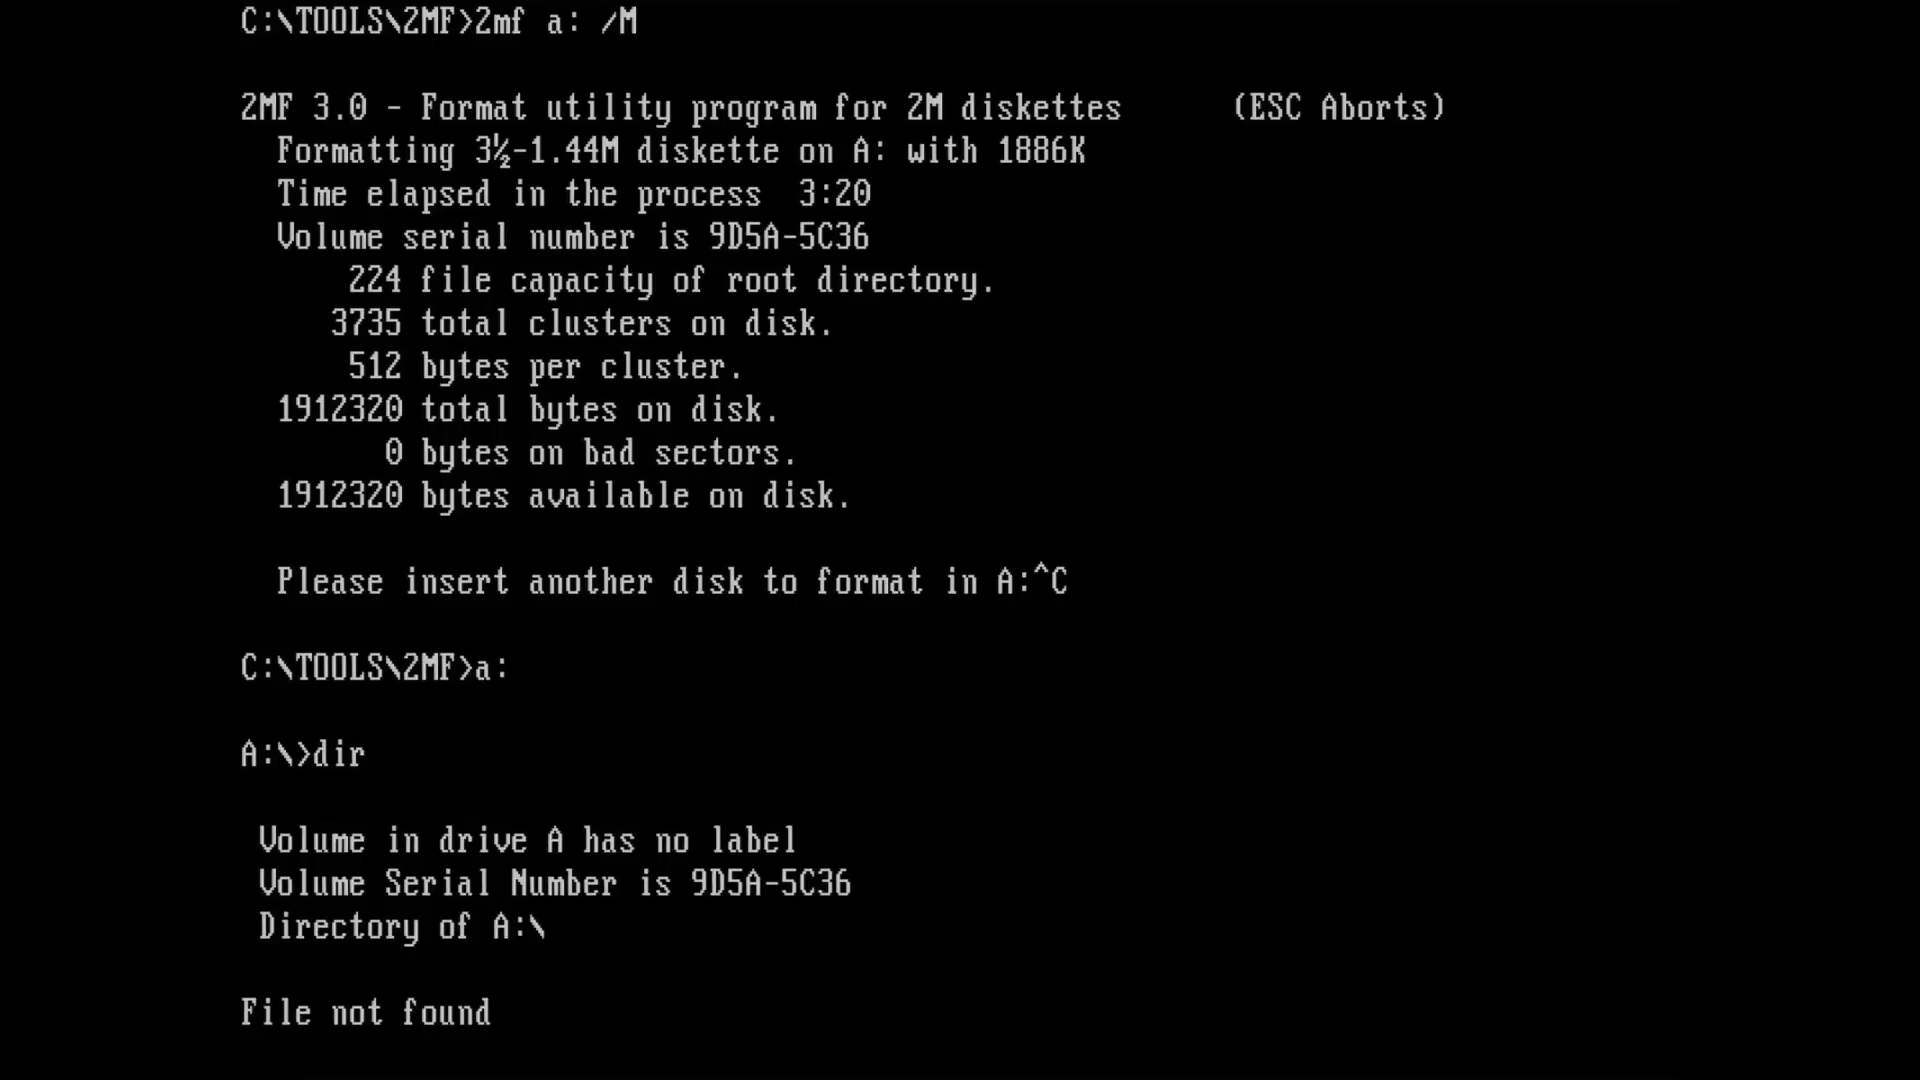 C:\TOOLS\2MF>2mf a: /M
2MF 3.0 - Format utility program for 2M diskettes (ESC Aborts)
Formatting 3½-1.44M diskette on A: with 1886K
Time elapsed in the process 3:20
Volume serial number is 9D5A-5C36
224 file capacity of root directory.
3735 total clusters on disk.
512 bytes per cluster.
1912320 total bytes on disk.
0 bytes on bad sectors.
1912320 bytes available on disk.
Please insert another disk to format in A:^C
C:\TOOLS\2MF>a:
A:\>dir
Volume in drive A has no label
Volume Serial Number is 9D5A-5C36
Directory of A:\
File not found